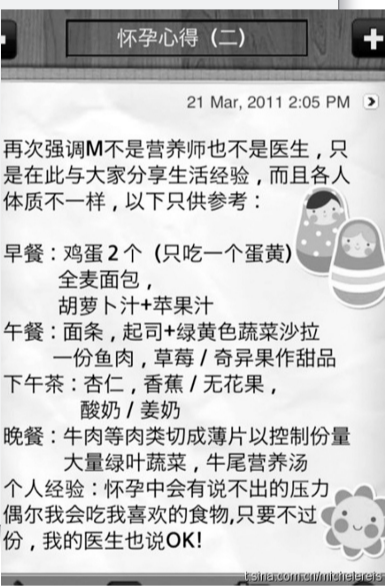 怀孕心得（二）
21 Mar, 2011 2:05 PM
再次强调M不是营养师也不是医生，只
是在此与大家分享生活经验，而且各人
体质不一样，以下只供参考：
早餐：鸡蛋2个（只吃一个蛋黄）
全麦面包，
胡萝卜汁+苹果汁
午餐：面条，起司+绿黄色蔬菜沙拉
一份鱼肉，草莓/奇异果作甜品
下午茶：杏仁，香蕉/无花果，
酸奶/姜奶
晚餐：牛肉等肉类切成薄片以控制份量
大量绿叶蔬菜，牛尾营养汤
个人经验：怀孕中会有说不出的压力
偶尔我会吃我喜欢的食物,只要不过
份，我的医生也说OK!
t.sina.com.cn/michelereis